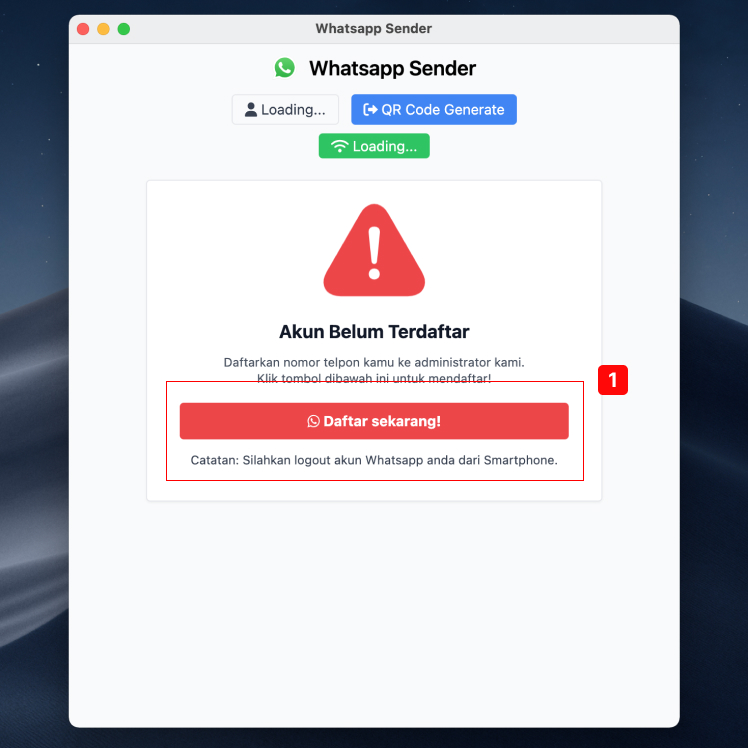 Whatsapp Sender
Whatsapp Sender
Loading...
QR Code Generate
Loading...
Akun Belum Terdaftar
Daftarkan nomor telpon kamu ke administrator kami.
Klik tombol dibawah ini untuk mendaftar!
1
Daftar sekarang!
Catatan: Silahkan logout akun Whatsapp anda dari Smartphone.